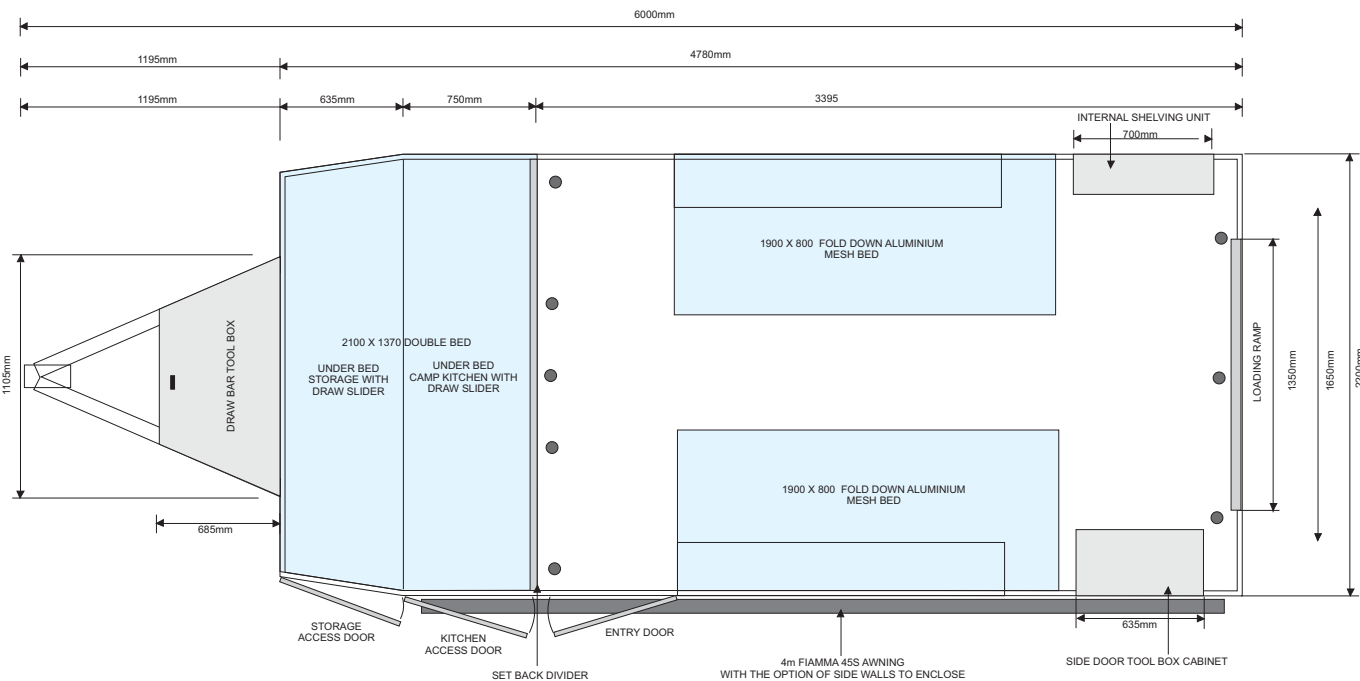 6000mm
1195mm
4780mm
1195mm
635mm
750mm
3395
INTERNAL SHELVING UNIT
700mm
1900 X 800 FOLD DOWN ALUMINIUM
MESH BED
1105mm
DRAW BAR TOOL BOX
2100 X 1370 DOUBLE BED
UNDER BED
STORAGE WITH
DRAW SLIDER
UNDER BED
CAMP KITCHEN WITH
DRAW SLIDER
LOADING RAMP
1350mm
1650mm
2200mm
1900 X 800 FOLD DOWN ALUMINIUM
MESH BED
685mm
STORAGE
ACCESS DOOR
KITCHEN
ACCESS DOOR
ENTRY DOOR
635mm
SET BACK DIVIDER
4m FIAMMA 45S AWNING
WITH THE OPTION OF SIDE WALLS TO ENCLOSE
SIDE DOOR TOOL BOX CABINET